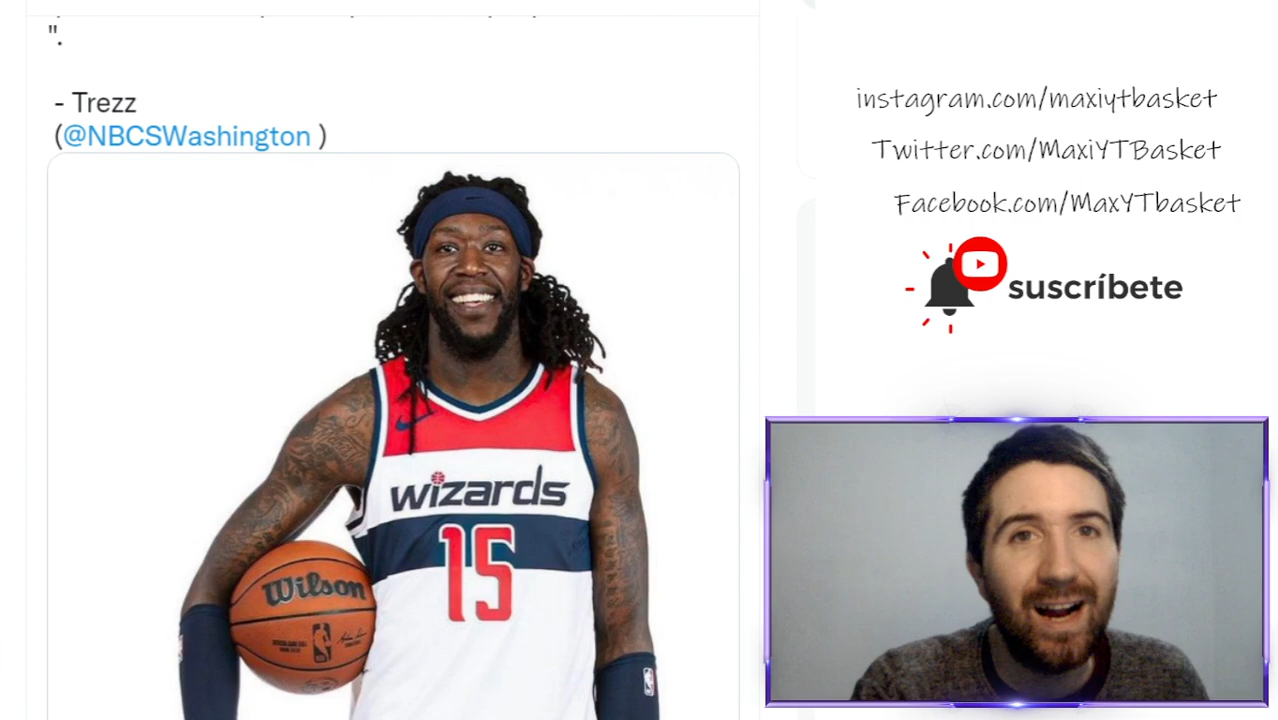 ".
- Trezz
(@NBCSWashington )
wizards
15
Wilson
instagram.com/maxiytbasket
Twitter.com/MaxiYTBasket
Facebook.com/MaxYTbasket
suscríbete